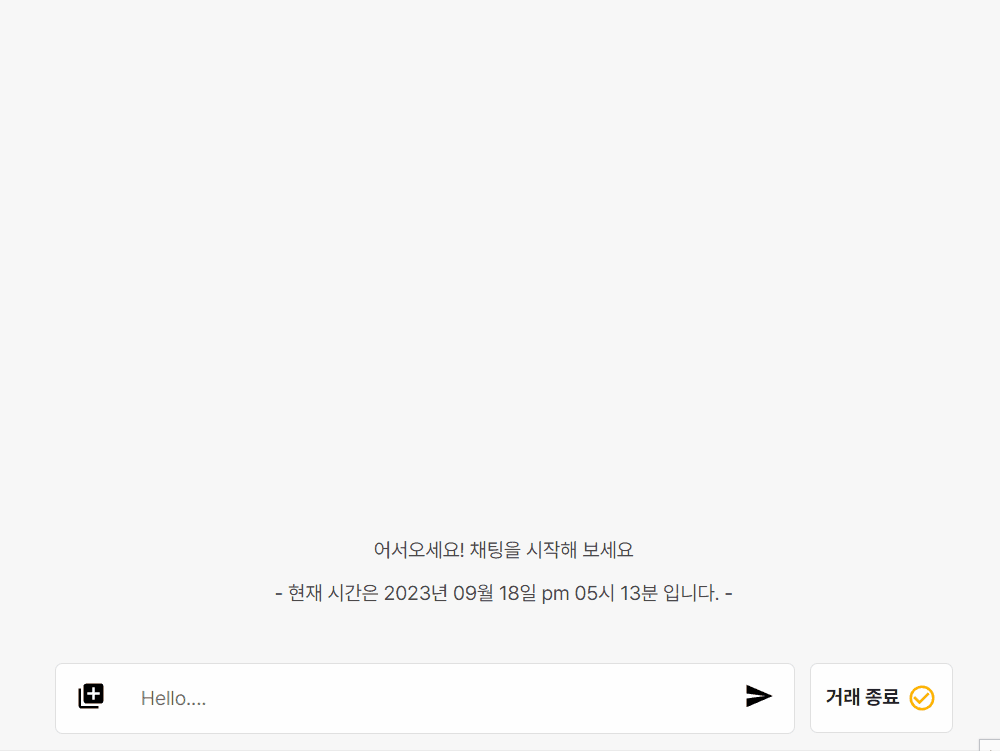 어서오세요! 채팅을 시작해 보세요
- 현재 시간은 2023년 09월 18일 pm 05시 13분 입니다. -
Hello....
거래 종료